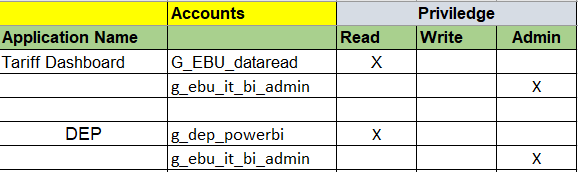 Accounts Priviledge
Application Name Read Write Admin
Tariff Dashboard G_EBU_dataread X
g_ebu_it_bi_admin X
DEP g_dep_powerbi X
g_ebu_it_bi_admin X